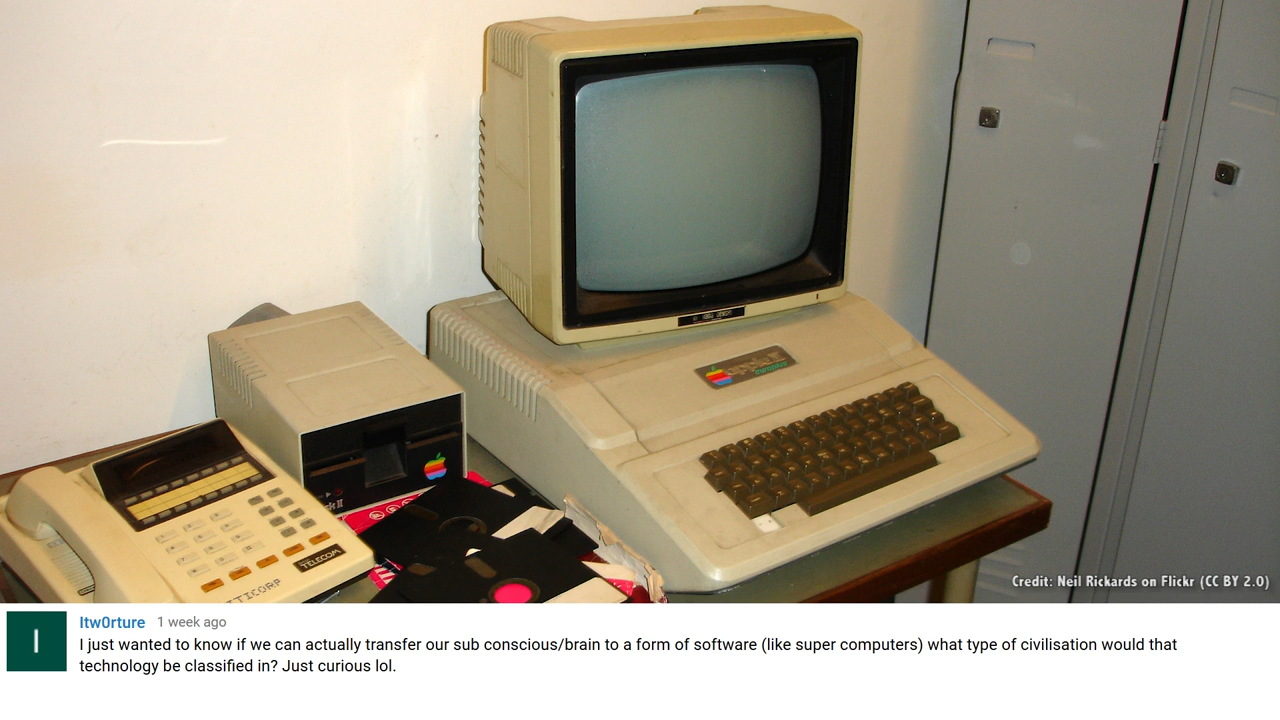 TELECOM
Credit: Neil Rickards on Flickr (CC BY 2.0)
I
Itw0rture 1 week ago
I just wanted to know if we can actually transfer our sub conscious/brain to a form of software (like super computers) what type of civilisation would that
technology be classified in? Just curious lol.